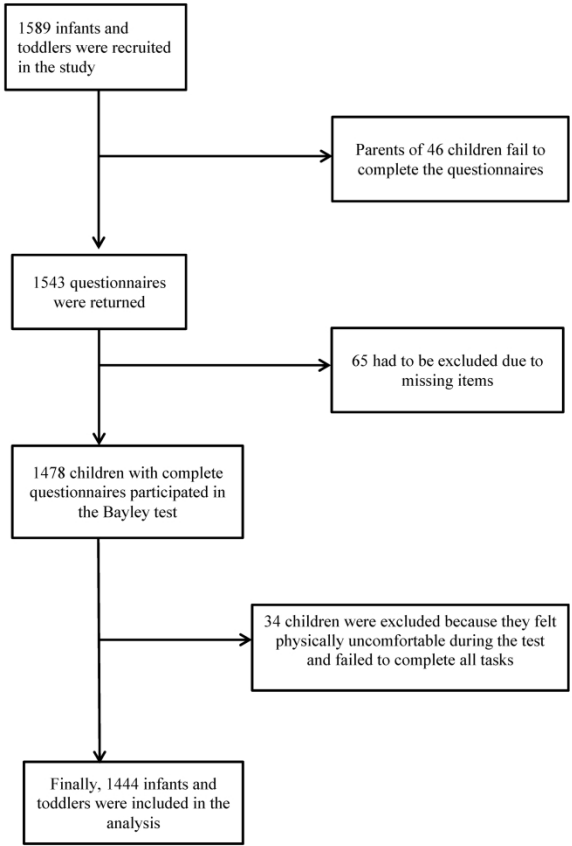 1589 infants and
toddlers were recruited
in the study
Parents of 46 children fail to
complete the questionnaires
1543 questionnaires
were returned
65 had to be excluded due to
missing items
1478 children with complete
questionnaires participated in
the Bayley test
34 children were excluded because they felt
physically uncomfortable during the test
and failed to complete all tasks
Finally, 1444 infants and
toddlers were included in the
analysis